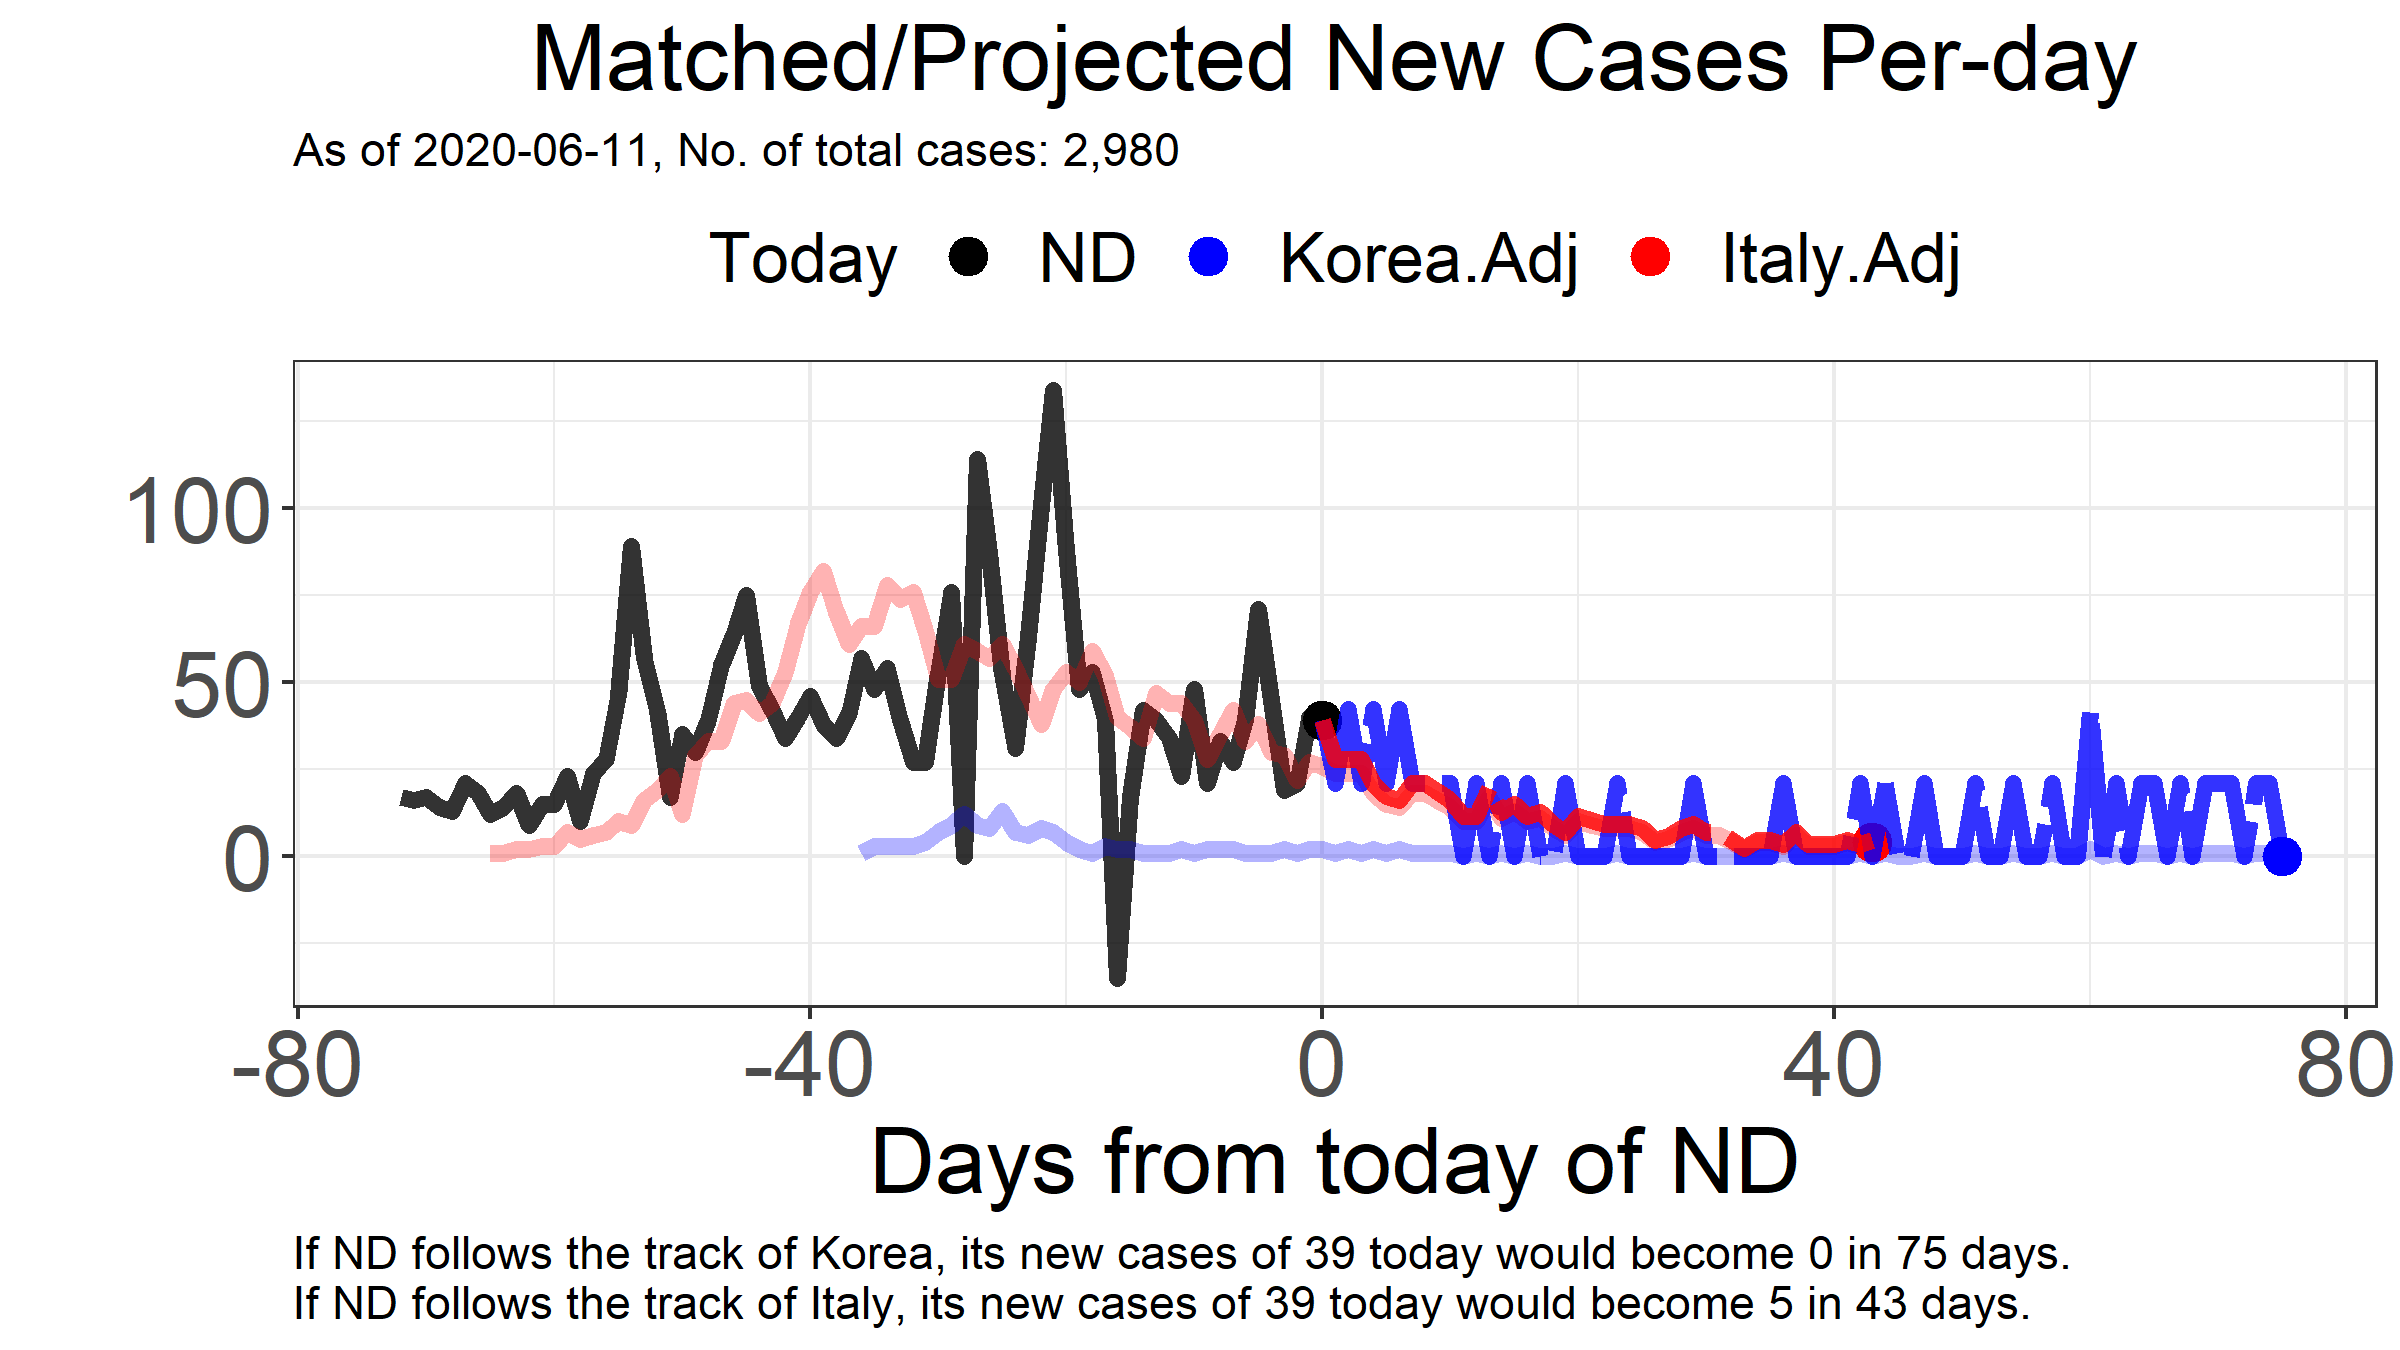 Matched/Projected New Cases Per-day
As of 2020-06-11, No. of total cases: 2,980
Today ND Korea.Adj Italy.Adj
100
50
0
-80 -40 0 40 80
Days from today of ND
If ND follows the track of Korea, its new cases of 39 today would become 0 in 75 days.
If ND follows the track of Italy, its new cases of 39 today would become 5 in 43 days.